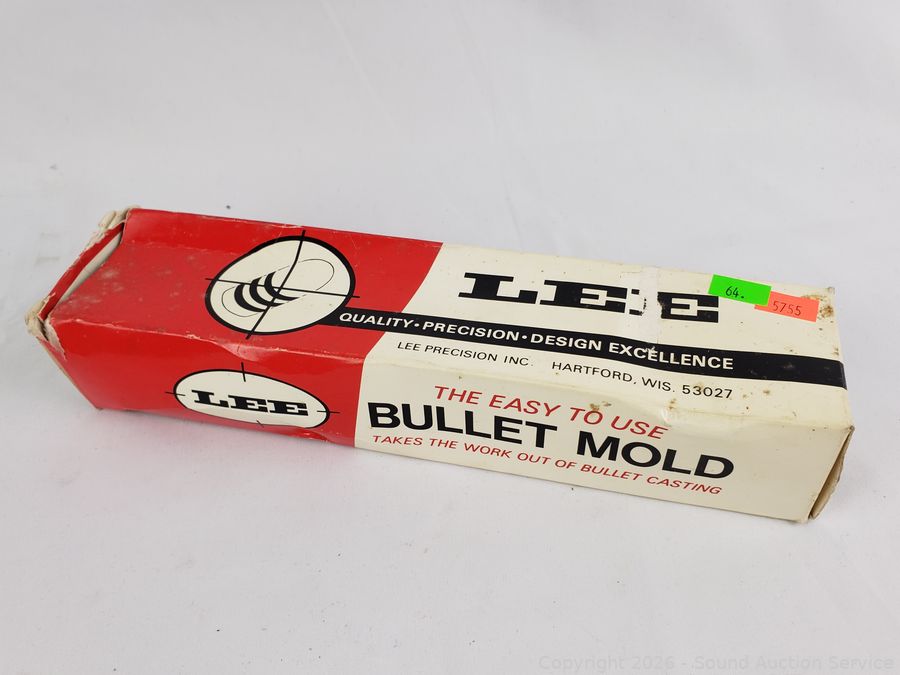 LEE
64.
5755
QUALITY • PRECISION • DESIGN EXCELLENCE
LEE PRECISION INC. HARTFORD, WIS. 53027
LEE
THE EASY TO USE
BULLET MOLD
TAKES THE WORK OUT OF BULLET CASTING
Copyright 2026 - Sound Auction Service